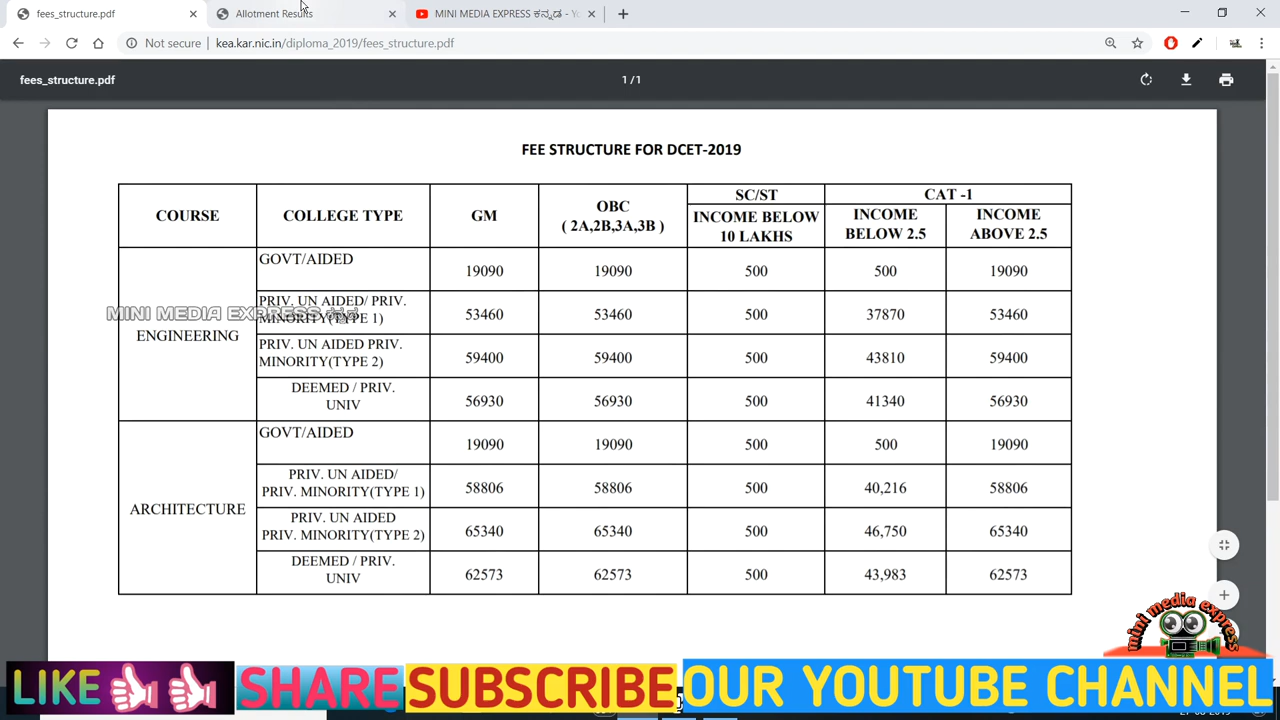 fees_structure.pdf
Allotment Results
MINI MEDIA EXPRESS ಕನ್ನಡ - Yo
Not secure kea.kar.nic.in/diploma_2019/fees_structure.pdf
fees_structure.pdf 1 / 1
FEE STRUCTURE FOR DCET-2019
COURSE COLLEGE TYPE GM OBC ( 2A,2B,3A,3B ) SC/ST CAT -1
INCOME BELOW 10 LAKHS INCOME BELOW 2.5 INCOME ABOVE 2.5
ENGINEERING
GOVT/AIDED 19090 19090 500 500 19090
PRIV. UN AIDED/ PRIV. MINORITY(TYPE 1) 53460 53460 500 37870 53460
MINI MEDIA EXPRESS
PRIV. UN AIDED PRIV. MINORITY(TYPE 2) 59400 59400 500 43810 59400
DEEMED / PRIV. UNIV 56930 56930 500 41340 56930
ARCHITECTURE
GOVT/AIDED 19090 19090 500 500 19090
PRIV. UN AIDED/ PRIV. MINORITY(TYPE 1) 58806 58806 500 40,216 58806
PRIV. UN AIDED PRIV. MINORITY(TYPE 2) 65340 65340 500 46,750 65340
DEEMED / PRIV. UNIV 62573 62573 500 43,983 62573
mini media express
LIKE SHARE SUBSCRIBE OUR YOUTUBE CHANNEL